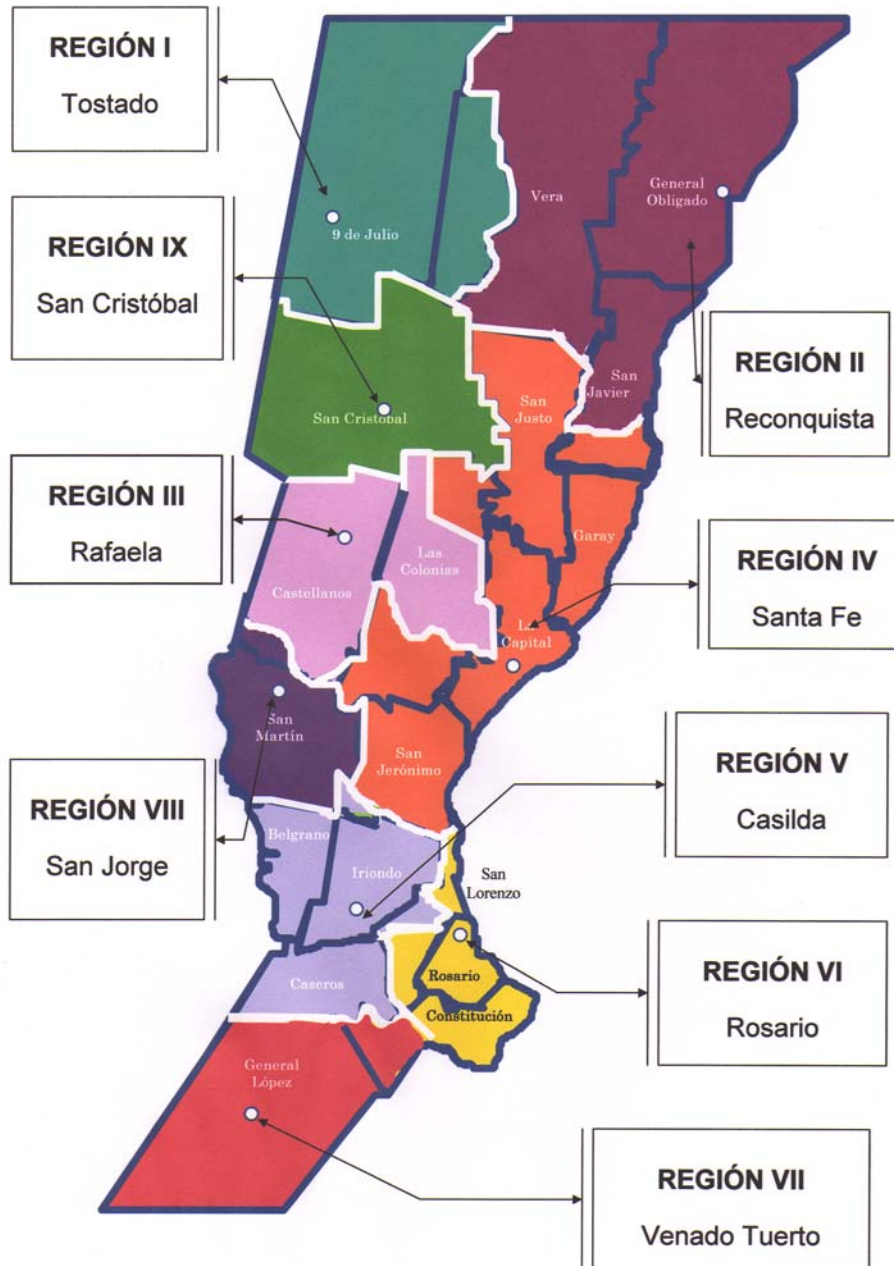 REGIÓN I
Tostado
REGIÓN IX
San Cristóbal
REGIÓN III
Rafaela
REGIÓN VIII
San Jorge
REGIÓN II
Reconquista
REGIÓN IV
Santa Fe
REGIÓN V
Casilda
REGIÓN VI
Rosario
REGIÓN VII
Venado Tuerto
9 de Julio
Vera
General
Obligado
San
Javier
San Cristóbal
San
Justo
Garay
Las
Colonias
Castellanos
La
Capital
San
Martín
San
Jerónimo
Belgrano
Iriondo
San
Lorenzo
Caseros
Rosario
Constitución
General
López